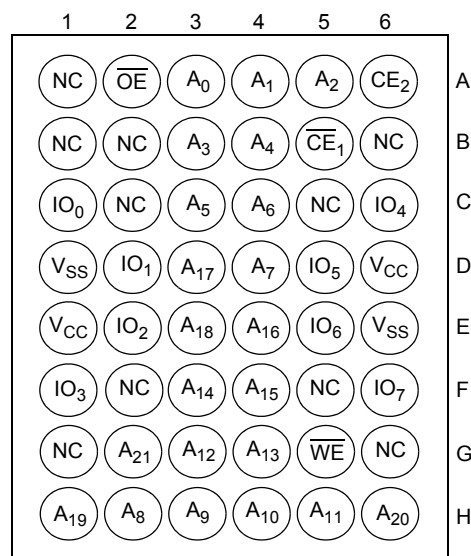 1 2 3 4 5 6
NC OE A0 A1 A2 CE2 A
NC NC A3 A4 CE1 NC B
IO0 NC A5 A6 NC IO4 C
VSS IO1 A17 A7 IO5 VCC D
VCC IO2 A18 A16 IO6 VSS E
IO3 NC A14 A15 NC IO7 F
NC A21 A12 A13 WE NC G
A19 A8 A9 A10 A11 A20 H